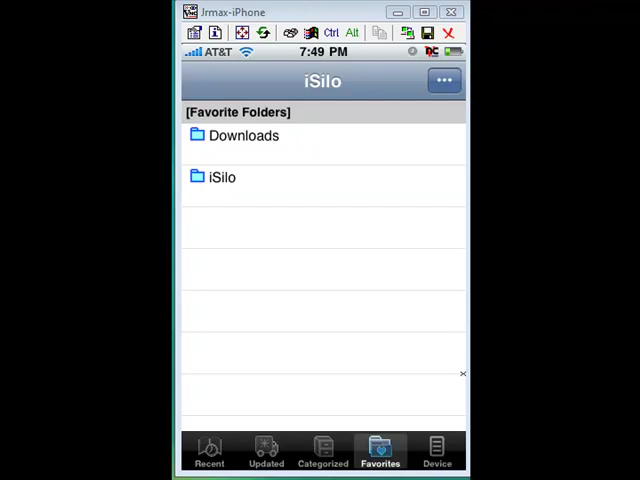 Jrmax-iPhone
Ctrl Alt
AT&T 7:49 PM
iSilo
[Favorite Folders]
Downloads
iSilo
Recent Updated Categorized Favorites Device